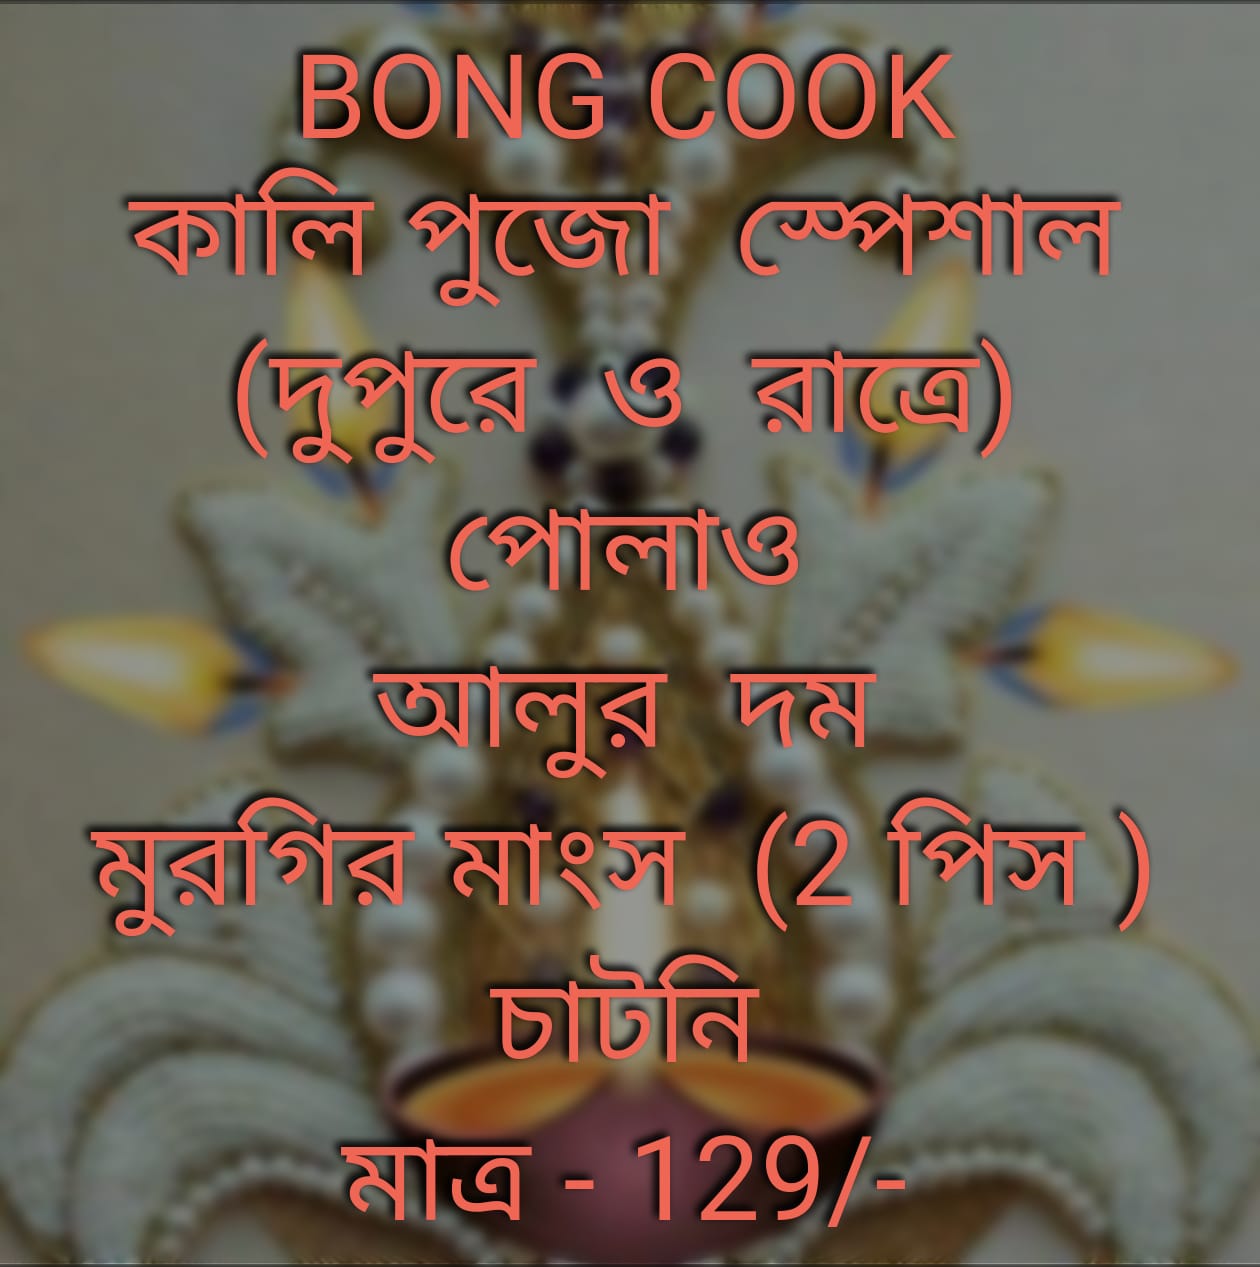 BONG COOK
কালি পুজো স্পেশাল
(দুপুরে ও রাত্রে)
পোলাও
আলুর দম
মুরগির মাংস (2 পিস )
চাটনি
মাত্র - 129/-